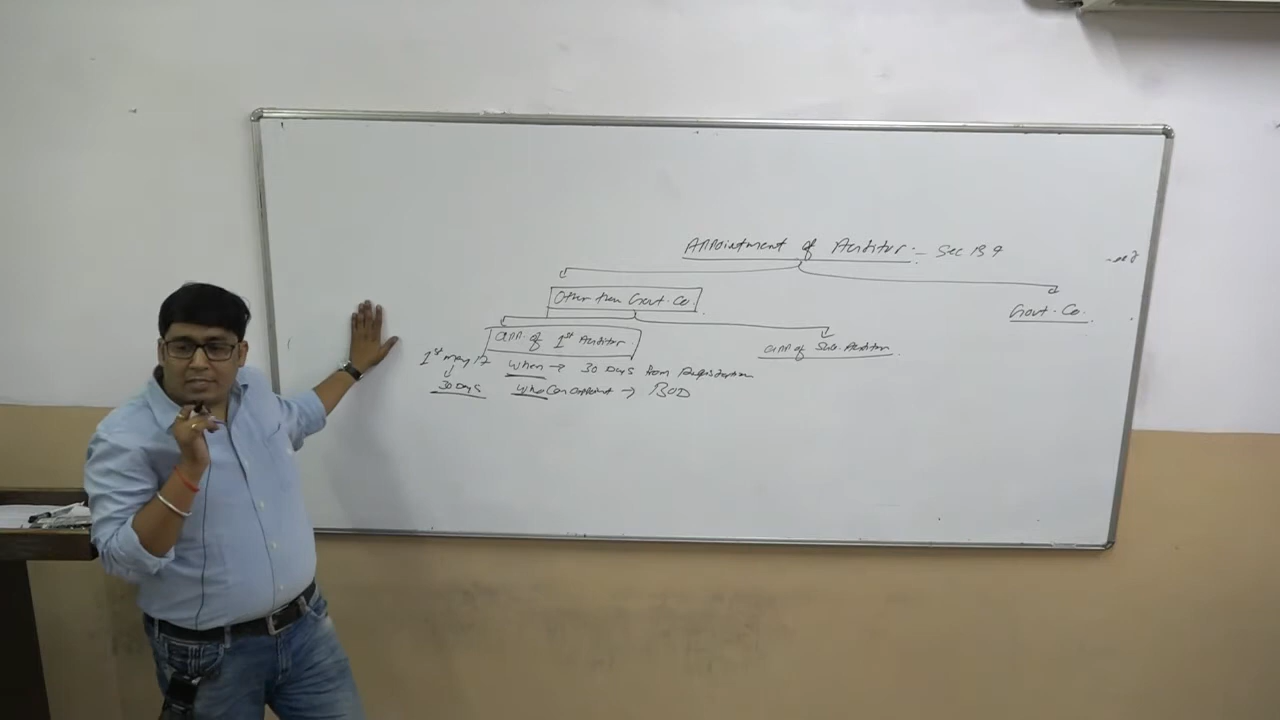 Appointment of Auditor :- Sec 139
Other than Govt. Co.
Govt. Co.
app. of 1st Auditor
app of Sub. Auditor
1st May 17
When → 30 Days from Registration
30 Days
Who Can appoint → BOD